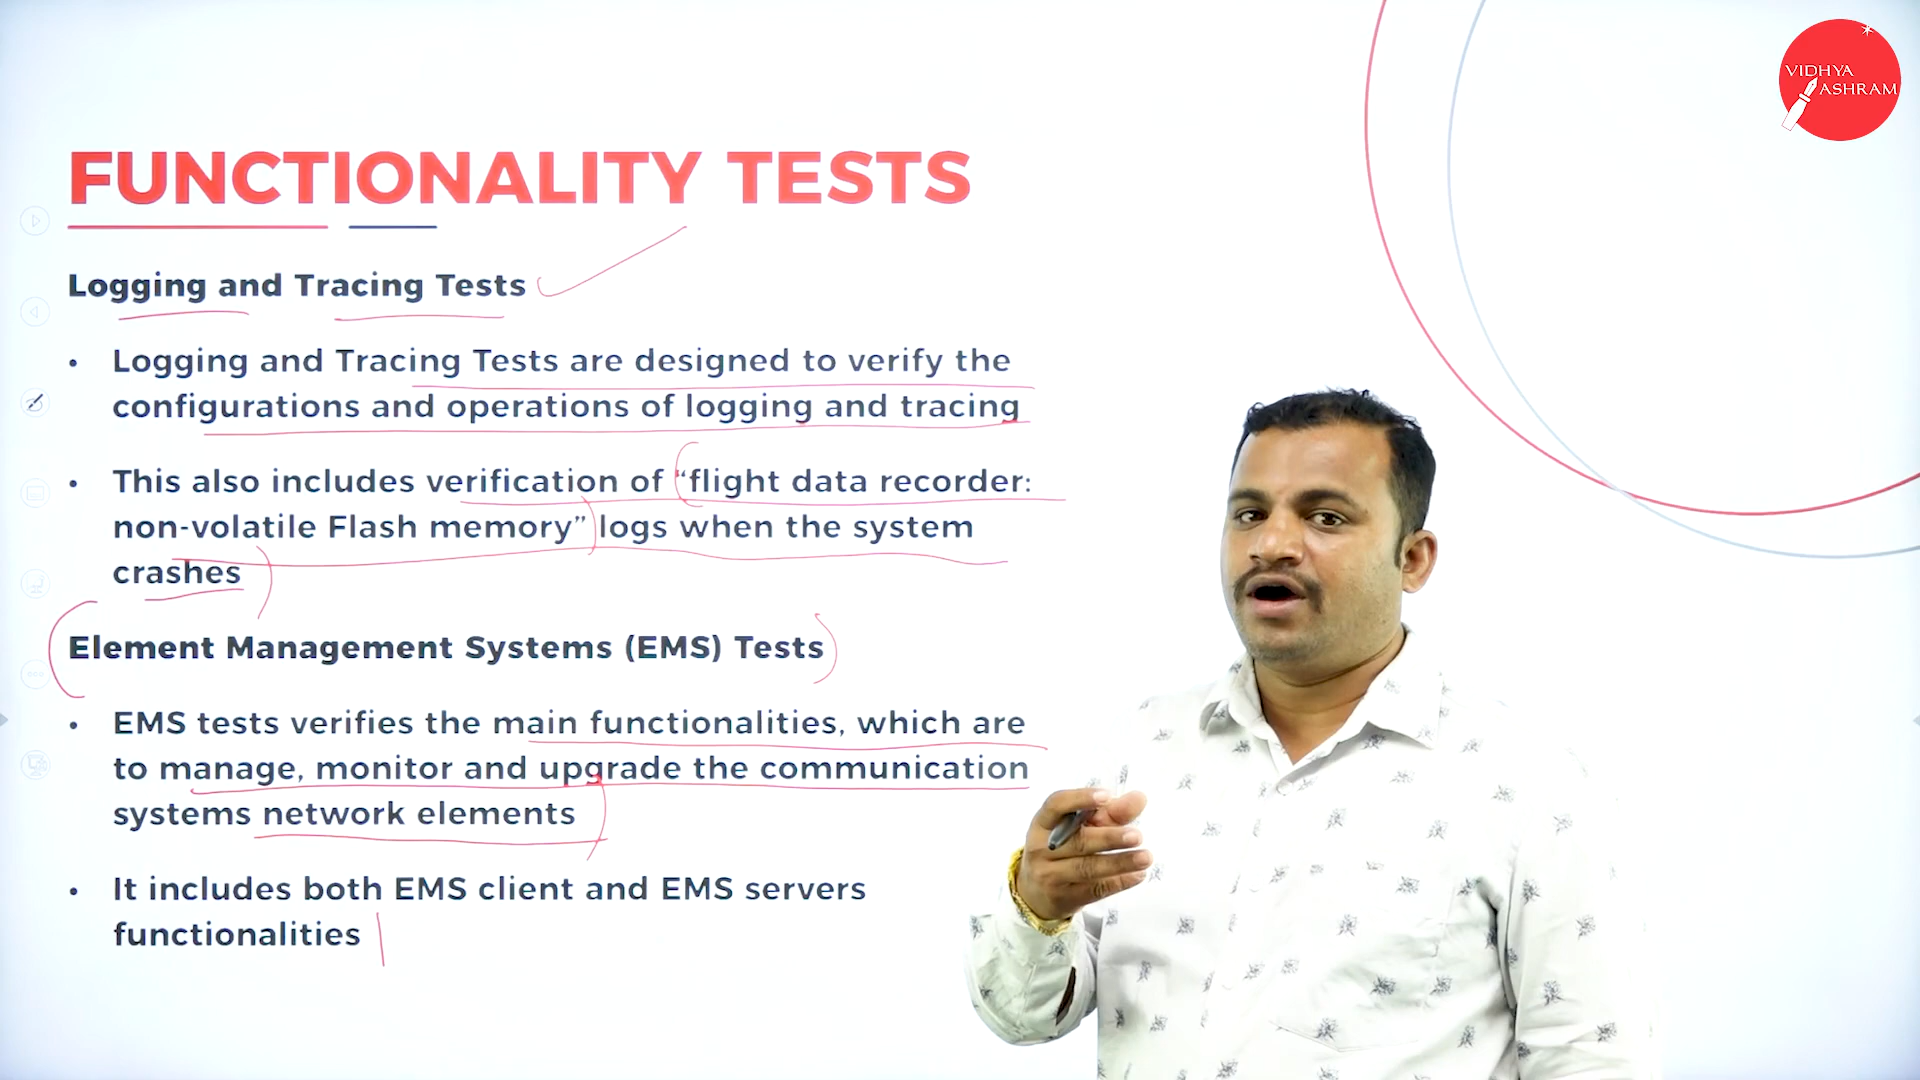 VIDHYA
ASHRAM
FUNCTIONALITY TESTS
Logging and Tracing Tests
• Logging and Tracing Tests are designed to verify the
configurations and operations of logging and tracing
• This also includes verification of “flight data recorder:
non-volatile Flash memory” logs when the system
crashes
Element Management Systems (EMS) Tests
• EMS tests verifies the main functionalities, which are
to manage, monitor and upgrade the communication
systems network elements
• It includes both EMS client and EMS servers
functionalities